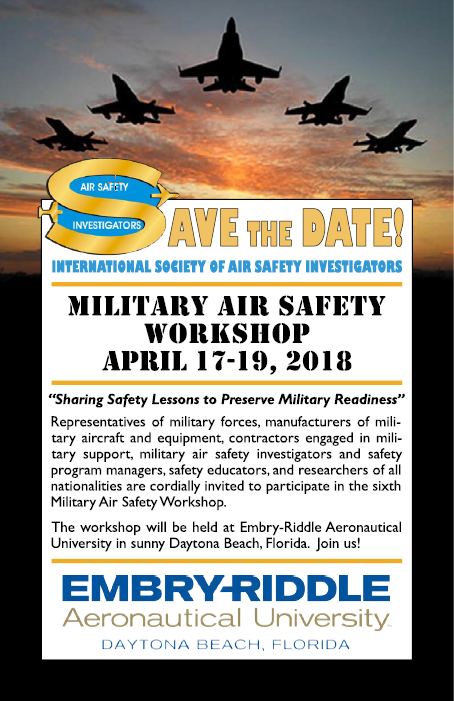 AIR SAFETY
INVESTIGATORS
SAVE THE DATE!
INTERNATIONAL SOCIETY OF AIR SAFETY INVESTIGATORS
MILITARY AIR SAFETY
WORKSHOP
APRIL 17-19, 2018
“Sharing Safety Lessons to Preserve Military Readiness”
Representatives of military forces, manufacturers of mili-
tary aircraft and equipment, contractors engaged in mili-
tary support, military air safety investigators and safety
program managers, safety educators, and researchers of all
nationalities are cordially invited to participate in the sixth
Military Air Safety Workshop.
The workshop will be held at Embry-Riddle Aeronautical
University in sunny Daytona Beach, Florida. Join us!
EMBRY-RIDDLE
Aeronautical University
DAYTONA BEACH, FLORIDA